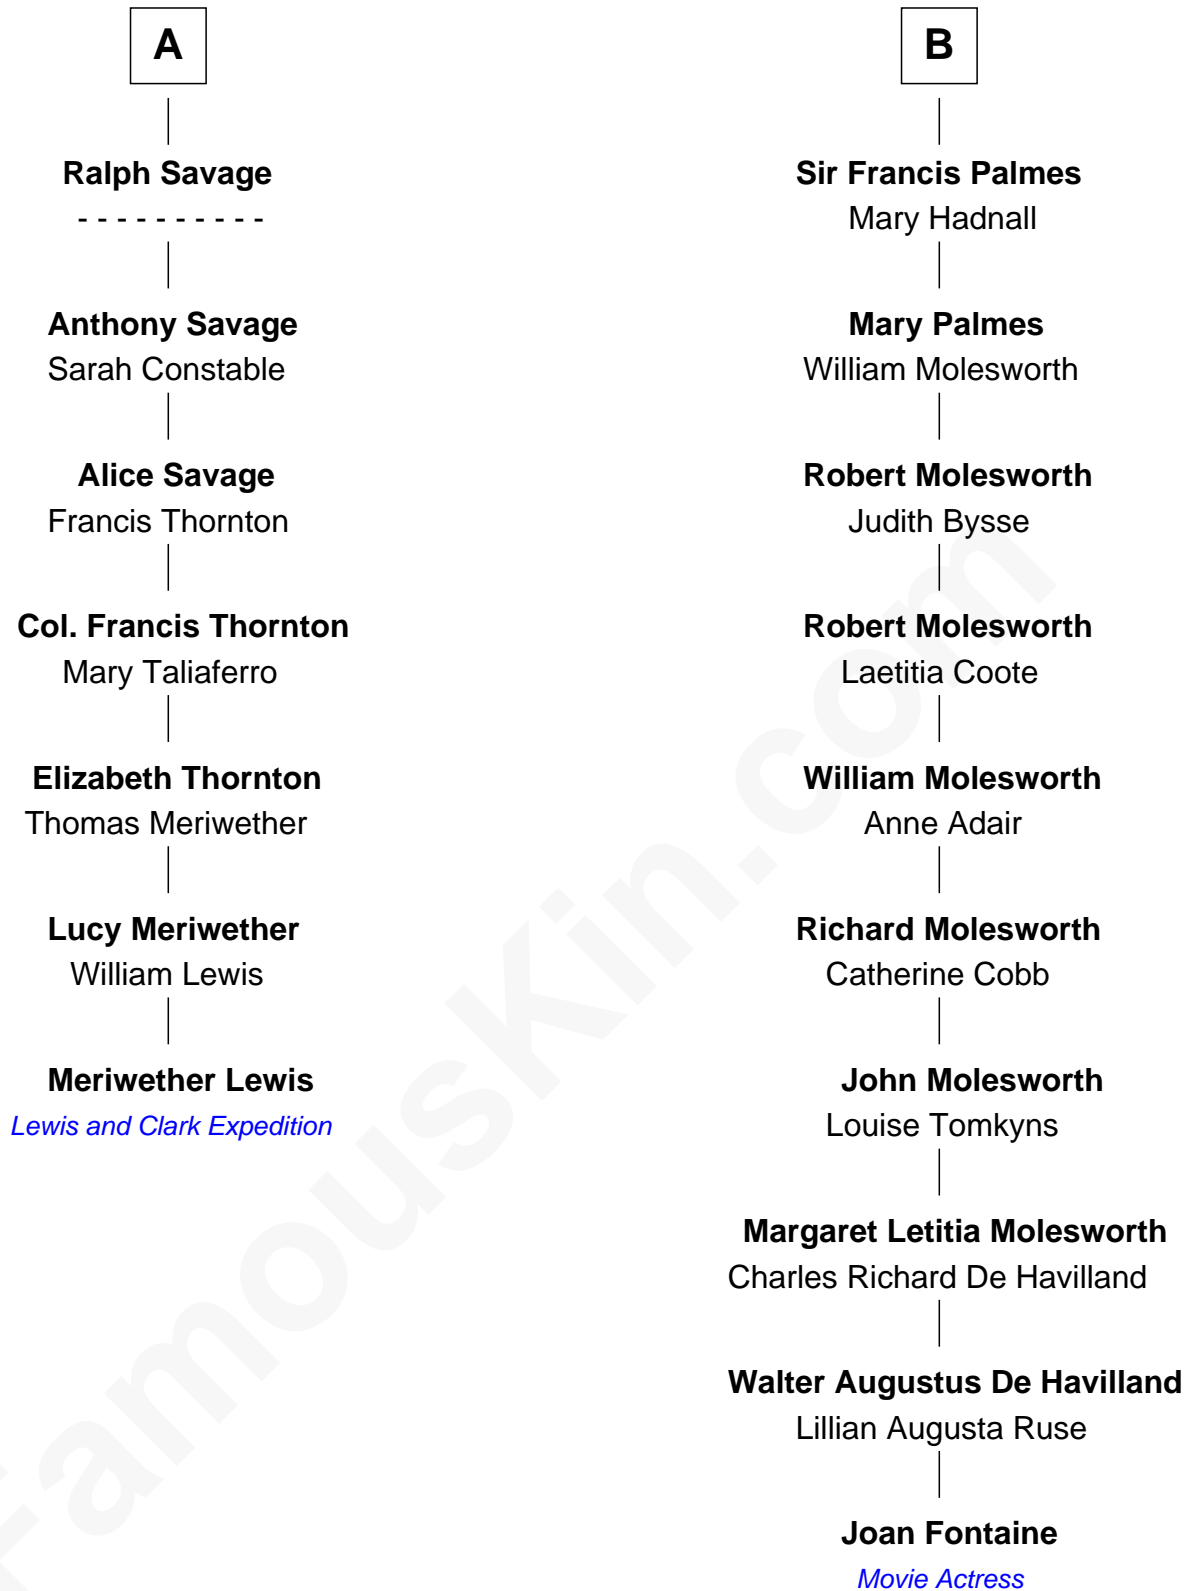 A
Ralph Savage
- - - - - - - - - -
Anthony Savage
Sarah Constable
Alice Savage
Francis Thornton
Col. Francis Thornton
Mary Taliaferro
Elizabeth Thornton
Thomas Meriwether
Lucy Meriwether
William Lewis
Meriwether Lewis
Lewis and Clark Expedition
B
Sir Francis Palmes
Mary Hadnall
Mary Palmes
William Molesworth
Robert Molesworth
Judith Bysse
Robert Molesworth
Laetitia Coote
William Molesworth
Anne Adair
Richard Molesworth
Catherine Cobb
John Molesworth
Louise Tomkyns
Margaret Letitia Molesworth
Charles Richard De Havilland
Walter Augustus De Havilland
Lillian Augusta Ruse
Joan Fontaine
Movie Actress
FamousKin.com